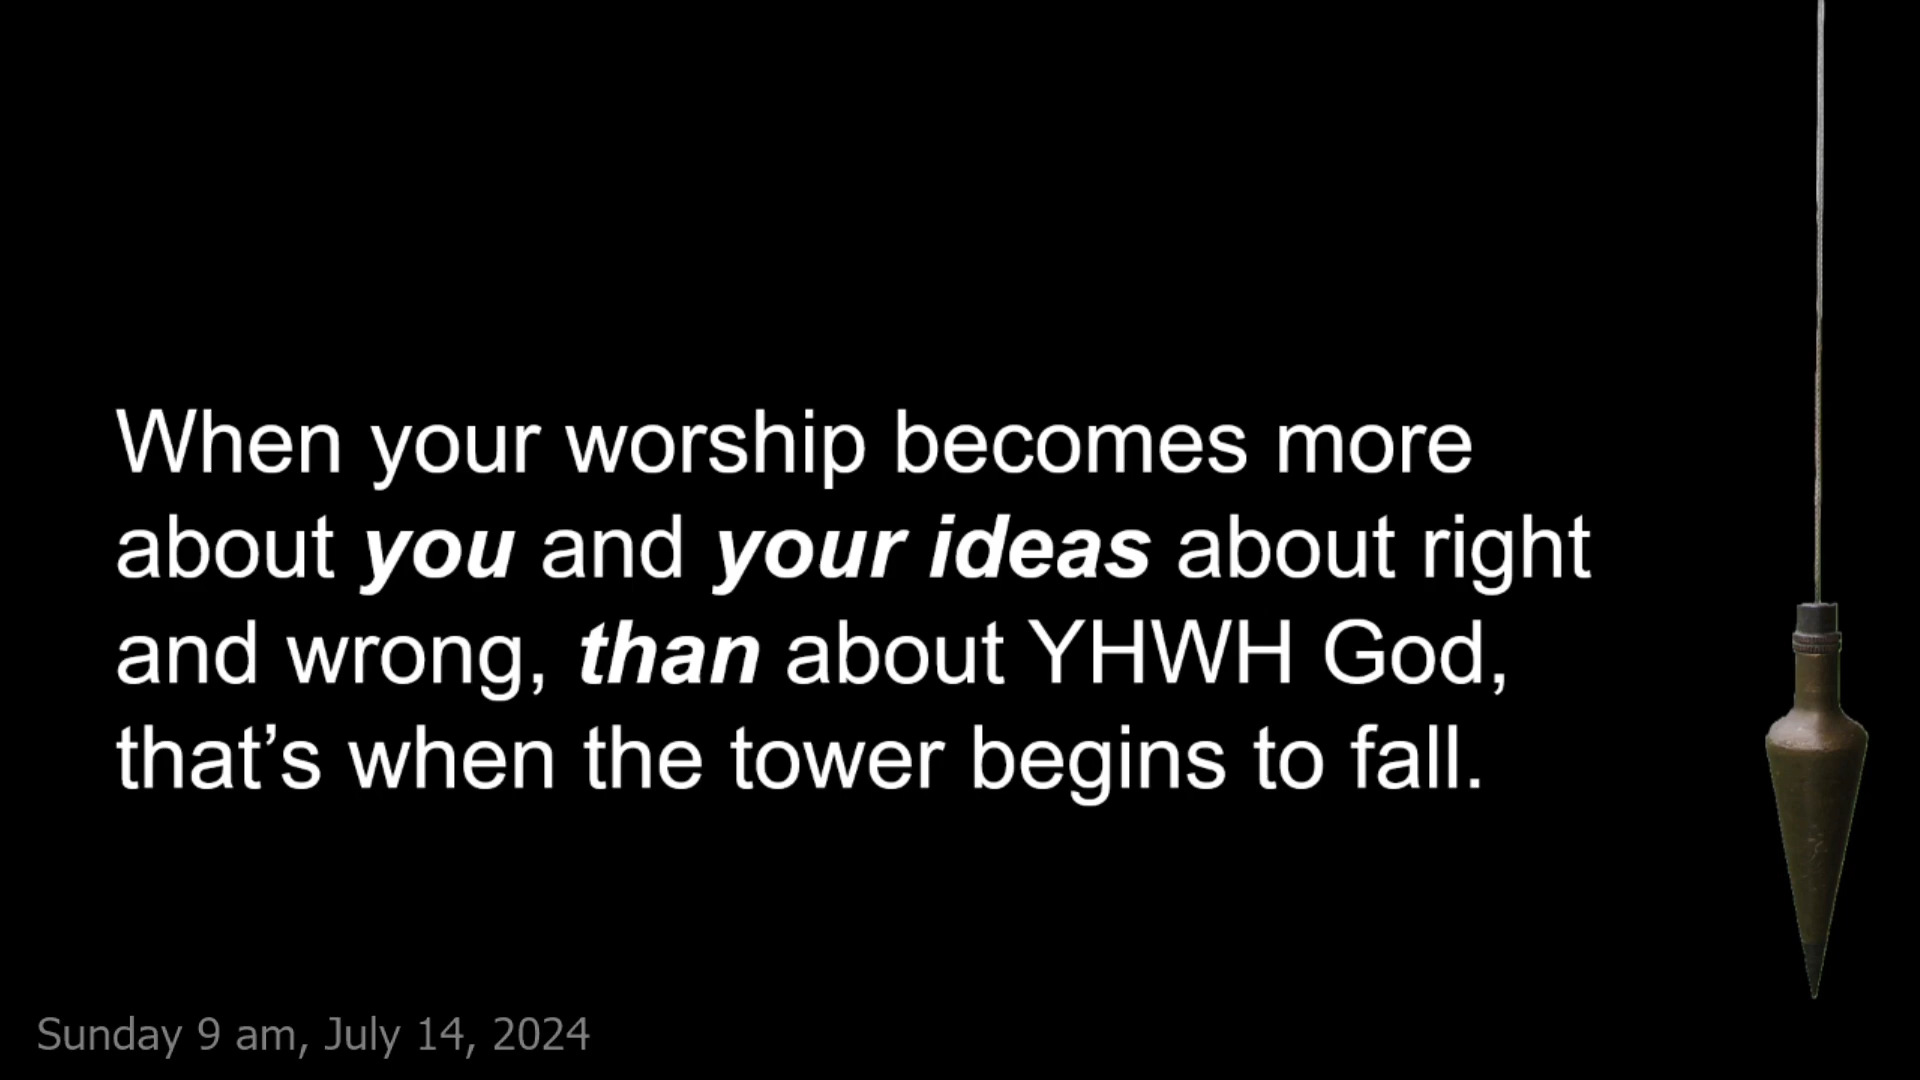 When your worship becomes more
about you and your ideas about right
and wrong, than about YHWH God,
that’s when the tower begins to fall.
Sunday 9 am, July 14, 2024